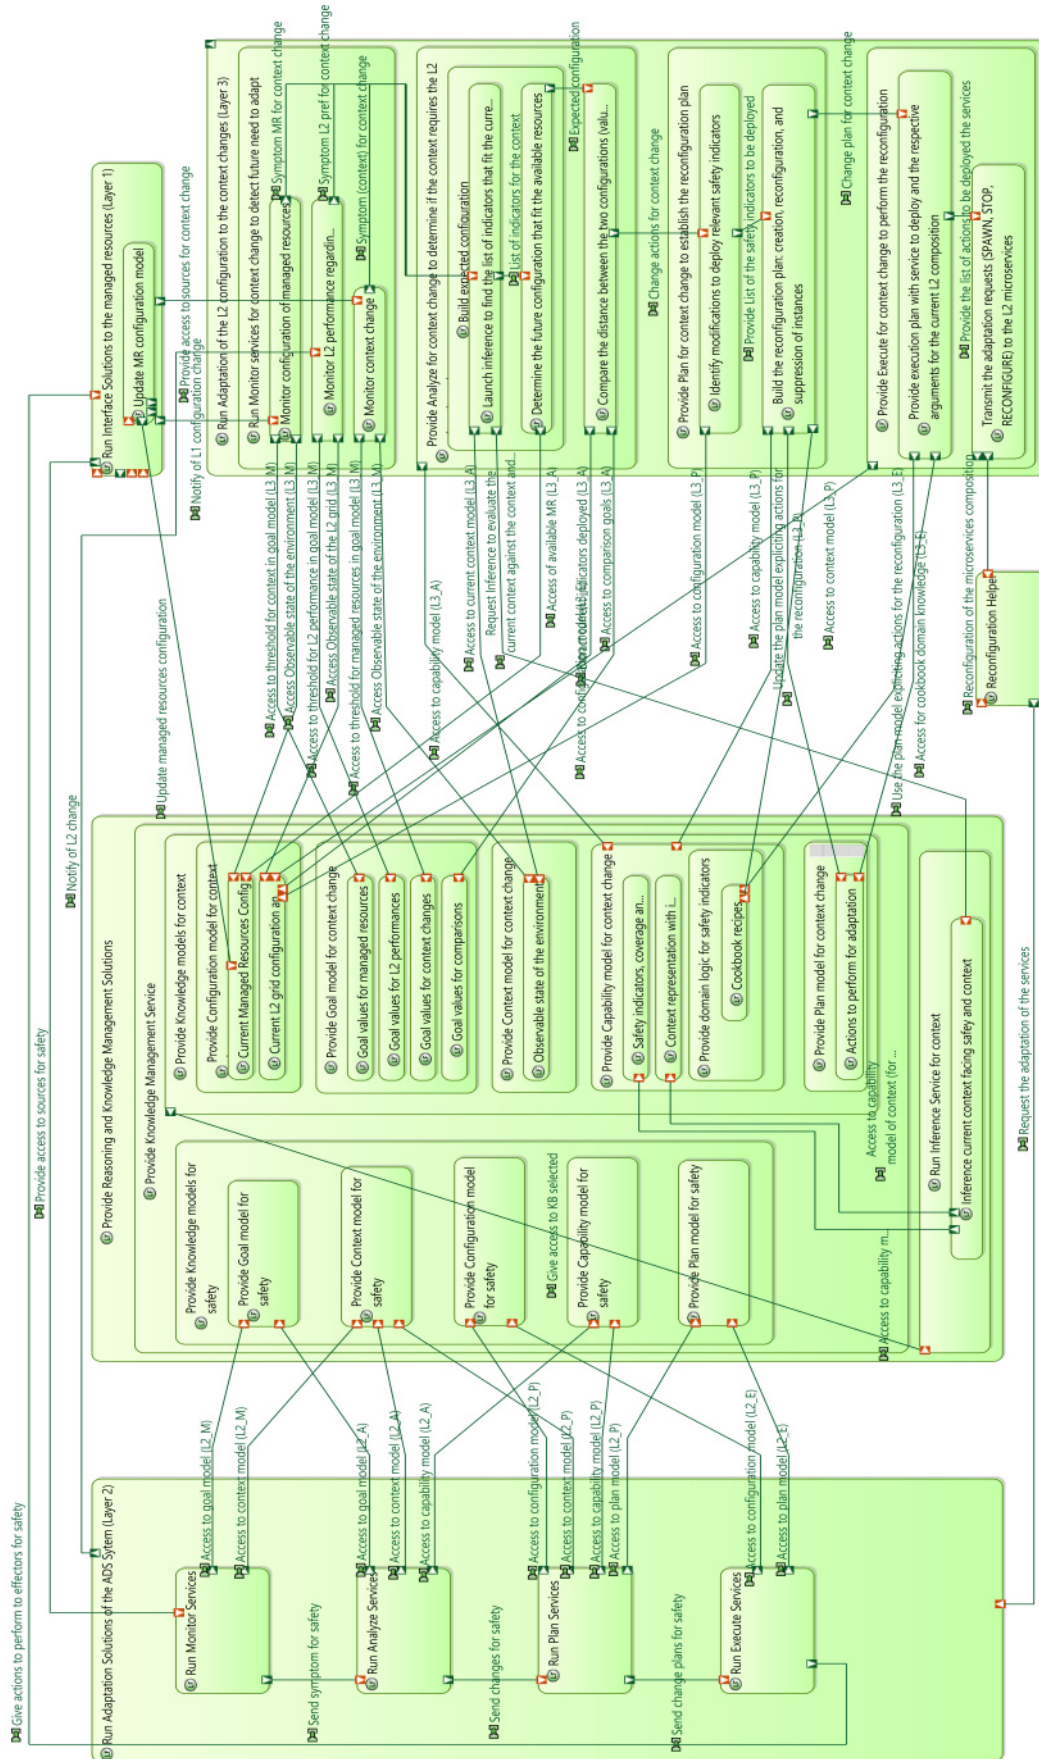 Give actions to perform to effectors for safety
Provide access to sources for safety
Notify of L2 change
Run Adaptation Solutions of the ADS Sytem (Layer 2)
Run Monitor Services
Send symptom for safety
Run Analyze Services
Send changes for safety
Run Plan Services
Send change plans for safety
Run Execute Services
Access to goal model (L2_M)
Access to context model (L2_M)
Access to goal model (L2_A)
Access to context model (L2_A)
Access to capability model (L2_A)
Access to configuration model (L2_P)
Access to context model (L2_P)
Access to capability model (L2_P)
Access to plan model (L2_P)
Access to configuration model (L2_E)
Access to plan model (L2_E)
Provide Reasoning and Knowledge Management Solutions
Provide Knowledge Management Service
Provide Knowledge models for
safety
Provide Goal model for
safety
Provide Context model for
safety
Provide Configuration model
for safety
Give access to KB selected
Provide Capability model for
safety
Provide Plan model for safety
Provide Knowledge models for context
Provide Configuration model for context
Current Managed Resources Config
Current L2 grid configuration an
Provide Goal model for context change
Goal values for managed resources
Goal values for L2 performances
Goal values for context changes
Goal values for comparisons
Provide Context model for context change
Observable state of the environment
Provide Capability model for context change
Safety indicators, coverage an...
Context representation with i...
Provide domain logic for safety indicators
Cookbook recipes
Provide Plan model for context change
Actions to perform for adaptation
Access to capability
model of context (for ...
Access to capability m...
Run Inference Service for context
Inference current context facing safey and context
Request the adaptation of the services
Update managed resources configuration
Access to threshold for context in goal model (L3_M)
Access Observable state of the environment (L3_M)
Access to threshold for L2 performance in goal model (L3_M)
Access Observable state of the L2 grid (L3_M)
Access to threshold for managed resources in goal model (L3_M)
Access Observable state of the environment (L3_A)
Access to capability model (L3_A)
Access to current context model (L3_A)
Request Inference to evaluate the
current context against the context and...
Access of available MR (L3_A)
Access to comparison goals (L3_A)
Access to configuration model (L3_P)
Access to capability model (L3_P)
Update the plan model expliciting actions for
the reconfiguration
Access to context model (L3_P)
Use the plan model expliciting actions for the reconfiguration (L3_E)
Access for cookbook domain knowledge (L3_E)
Reconfiguration of the microservices composition
Reconfiguration Helper
Run Interface Solutions to the managed resources (Layer 1)
Update MR configuration model
Provide access to sources for context change
Notify of L1 configuration change
Run Adaptation of the L2 configuration to the context changes (Layer 3)
Run Monitor services for context change to detect future need to adapt
Monitor configuration of managed resources
Monitor L2 performance regardin...
Monitor context change
Symptom MR for context change
Symptom L2 pref for context change
Symptom (context) for context change
Provide Analyze for context change to determine if the context requires the L2
Build expected configuration
Launch inference to find the list of indicators that fit the curre...
List of indicators for the context
Determine the future configuration that fit the available resources
Expected configuration
Compare the distance between the two configurations (valu...
Change actions for context change
Provide Plan for context change to establish the reconfiguration plan
Identify modifications to deploy relevant safety indicators
Provide List of the safety indicators to be deployed
Build the reconfiguration plan: creation, reconfiguration, and
suppression of instances
Change plan for context change
Provide Execute for context change to perform the reconfiguration
Provide execution plan with service to deploy and the respective
arguments for the current L2 composition
Provide the list of actions to be deployed the services
Transmit the adaptation requests (SPAWN, STOP,
RECONFIGURE) to the L2 microservices